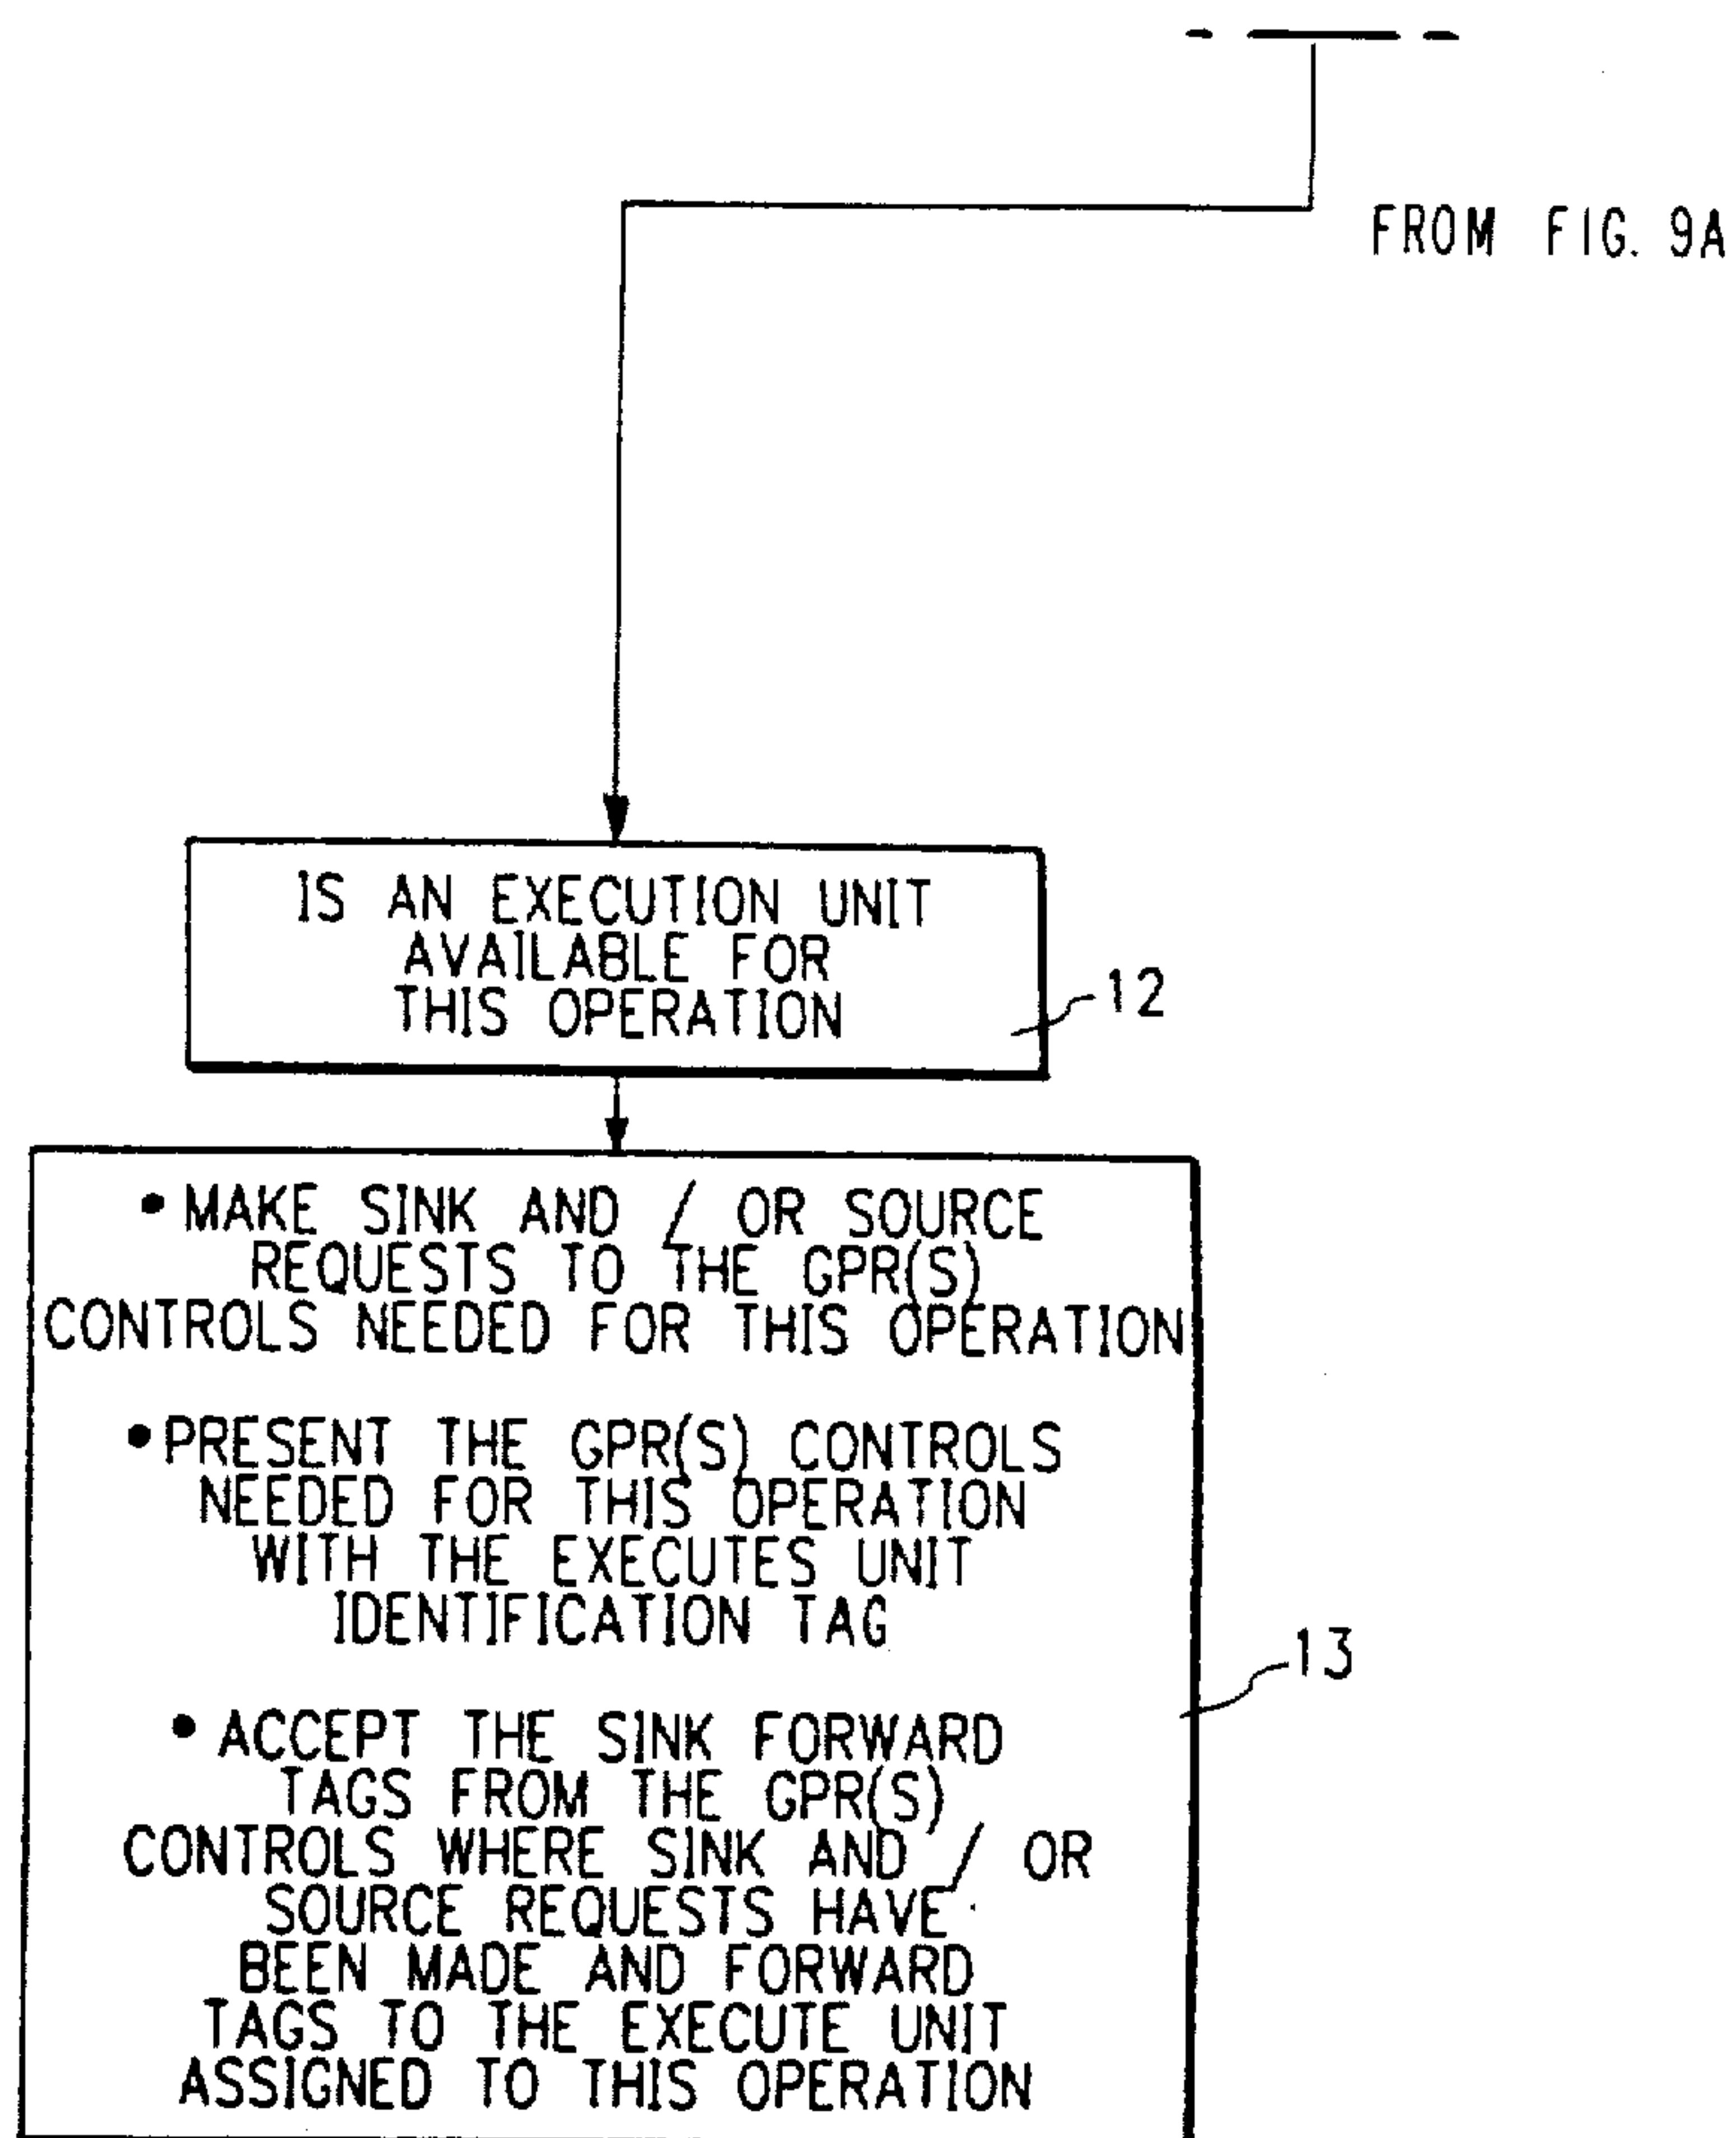 FROM FIG. 9A
IS AN EXECUTION UNIT
AVAILABLE FOR
THIS OPERATION
12
• MAKE SINK AND / OR SOURCE
REQUESTS TO THE GPR(S)
CONTROLS NEEDED FOR THIS OPERATION
• PRESENT THE GPR(S) CONTROLS
NEEDED FOR THIS OPERATION
WITH THE EXECUTES UNIT
IDENTIFICATION TAG
13
• ACCEPT THE SINK FORWARD
TAGS FROM THE GPR(S)
CONTROLS WHERE SINK AND / OR
SOURCE REQUESTS HAVE
BEEN MADE AND FORWARD
TAGS TO THE EXECUTE UNIT
ASSIGNED TO THIS OPERATION